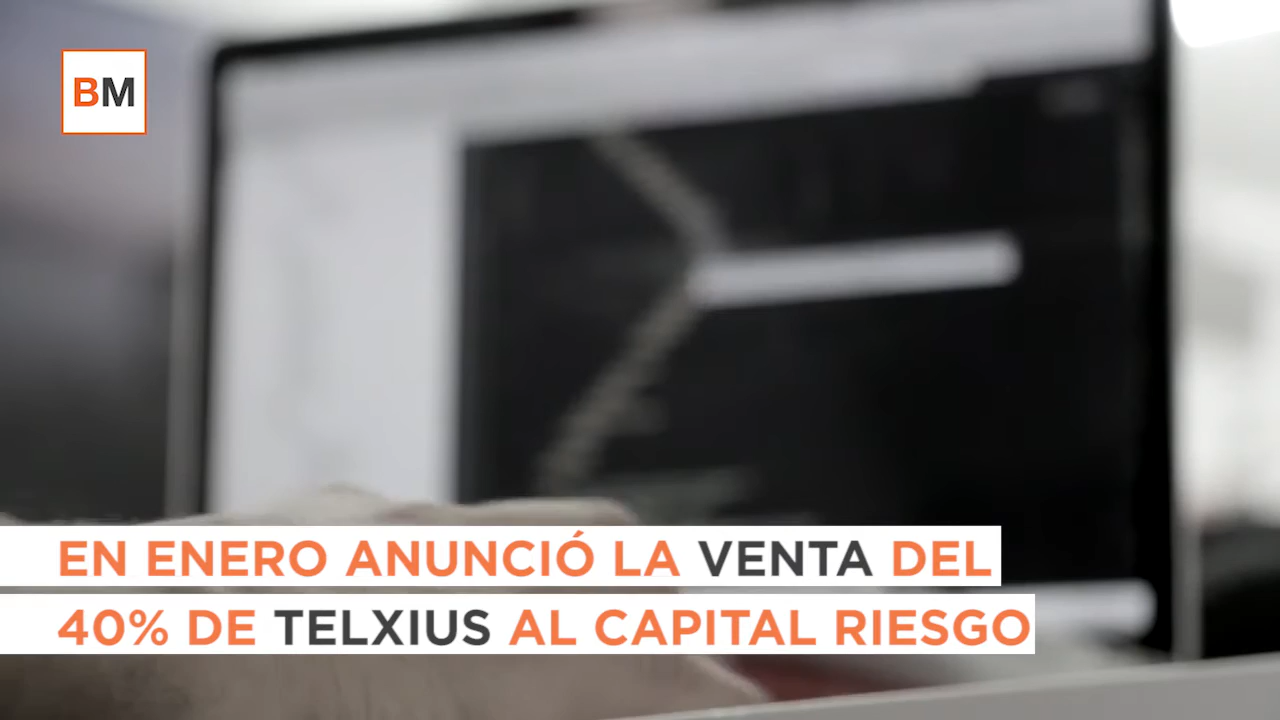 BM
EN ENERO ANUNCIÓ LA VENTA DEL
40% DE TELXIUS AL CAPITAL RIESGO